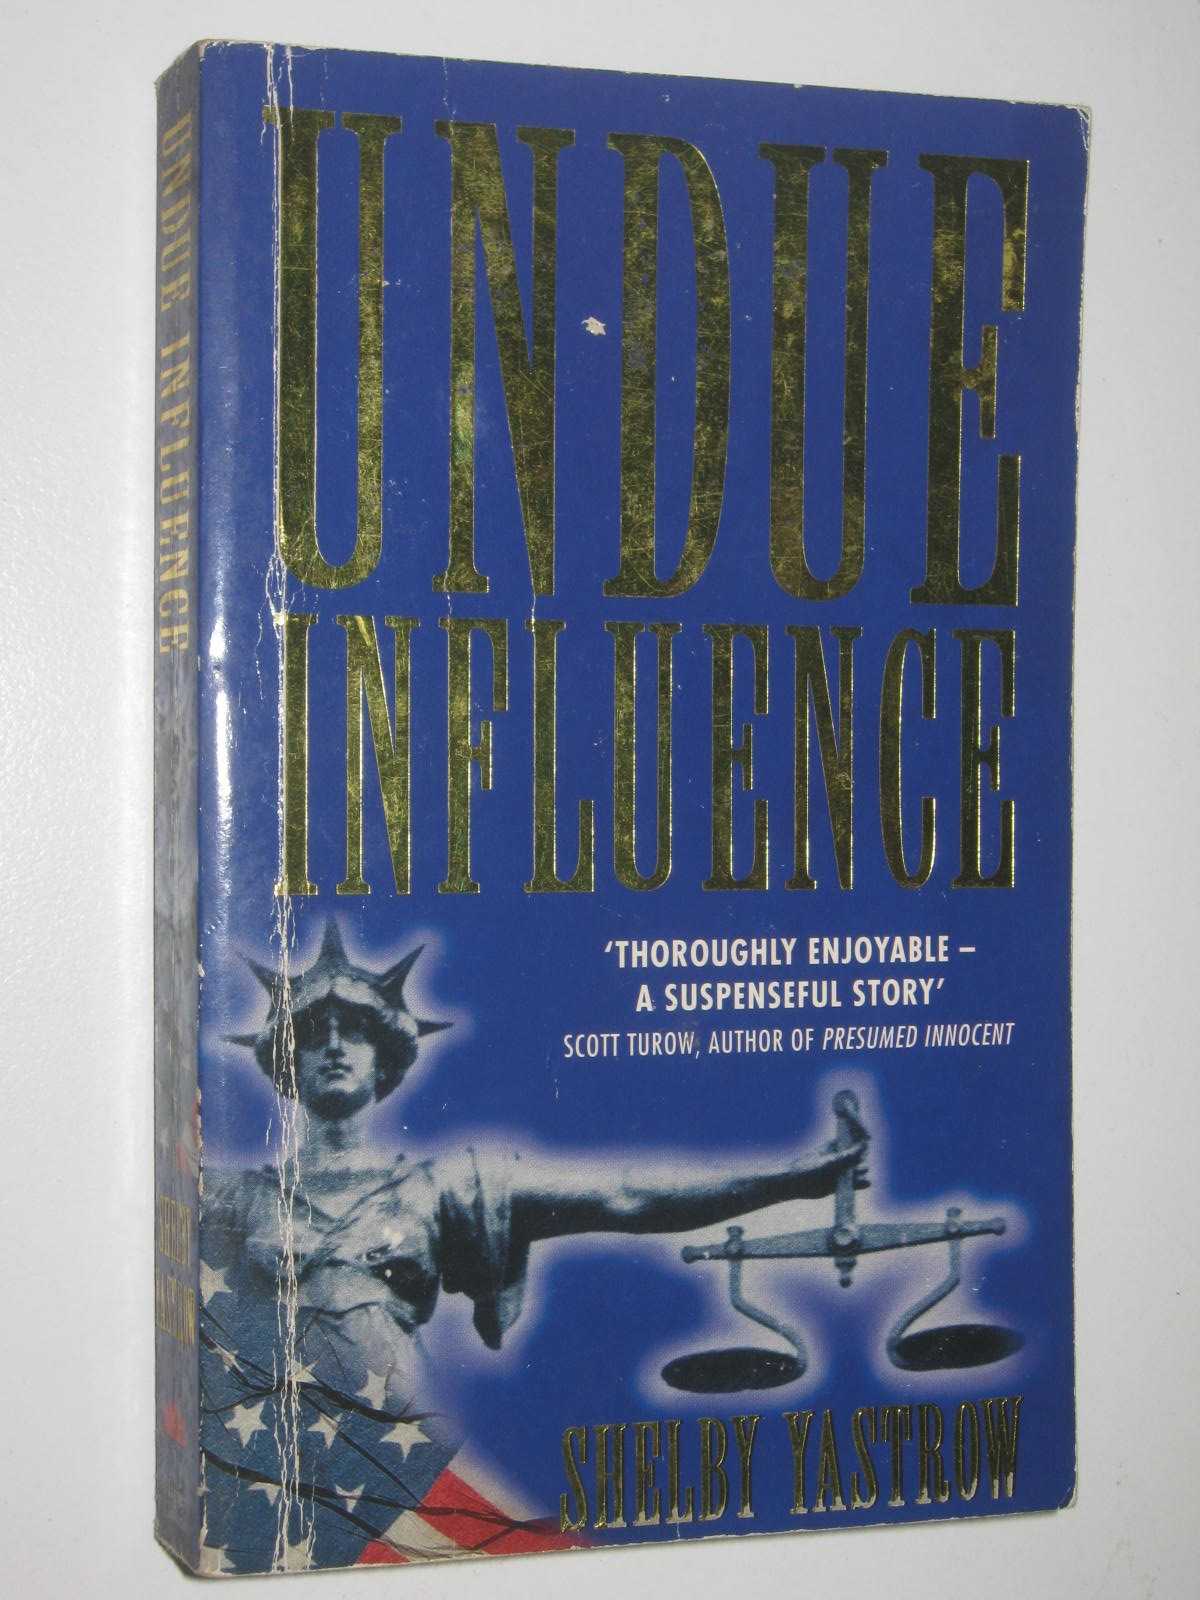 UNDUE
INFLUENCE
'THOROUGHLY ENJOYABLE –
A SUSPENSEFUL STORY'
SCOTT TUROW, AUTHOR OF PRESUMED INNOCENT
SHELBY YASTROW
UNDUE INFLUENCE
SHELBY
YASTROW